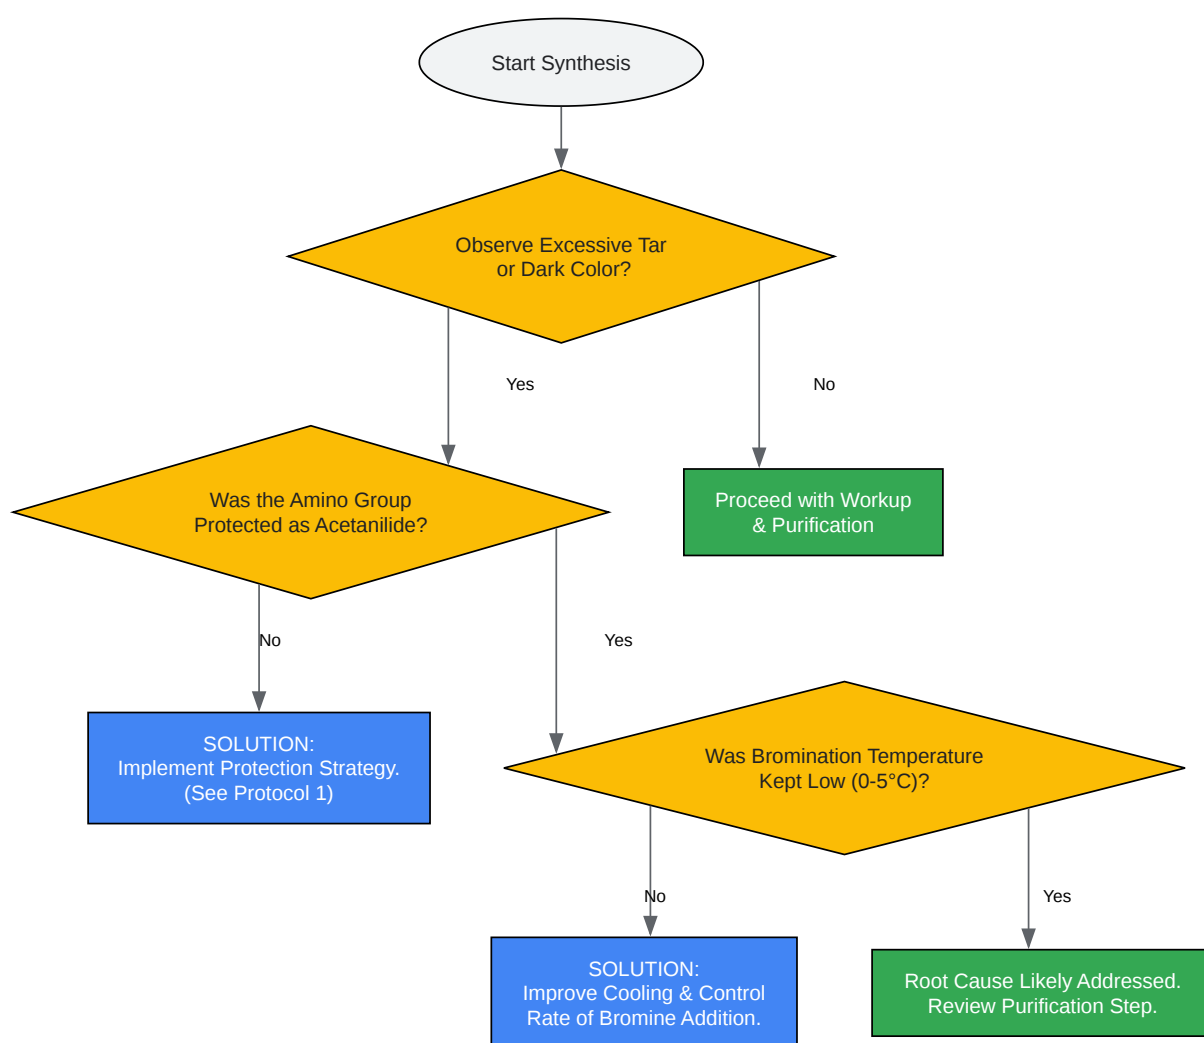 Start Synthesis
Observe Excessive Tar
or Dark Color?
Yes
No
Was the Amino Group
Protected as Acetanilide?
Proceed with Workup
& Purification
No
Yes
SOLUTION:
Implement Protection Strategy.
(See Protocol 1)
Was Bromination Temperature
Kept Low (0-5°C)?
No
Yes
SOLUTION:
Improve Cooling & Control
Rate of Bromine Addition.
Root Cause Likely Addressed.
Review Purification Step.